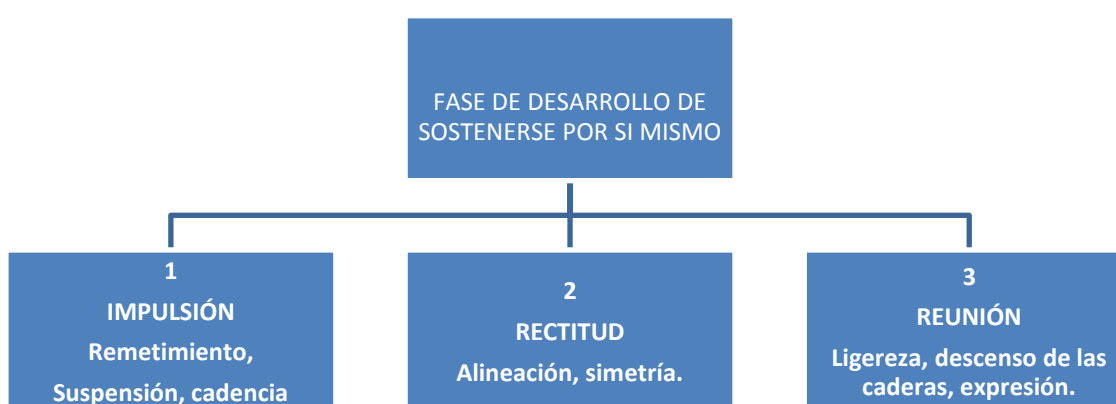 FASE DE DESARROLLO DE
SOSTENERSE POR SI MISMO
1
IMPULSIÓN
Remetimiento,
Suspensión, cadencia
2
RECTITUD
Alineación, simetría.
3
REUNIÓN
Ligereza, descenso de las
caderas, expresión.